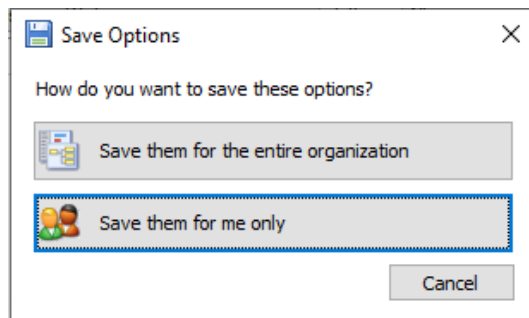 Save Options
How do you want to save these options?
Save them for the entire organization
Save them for me only
Cancel